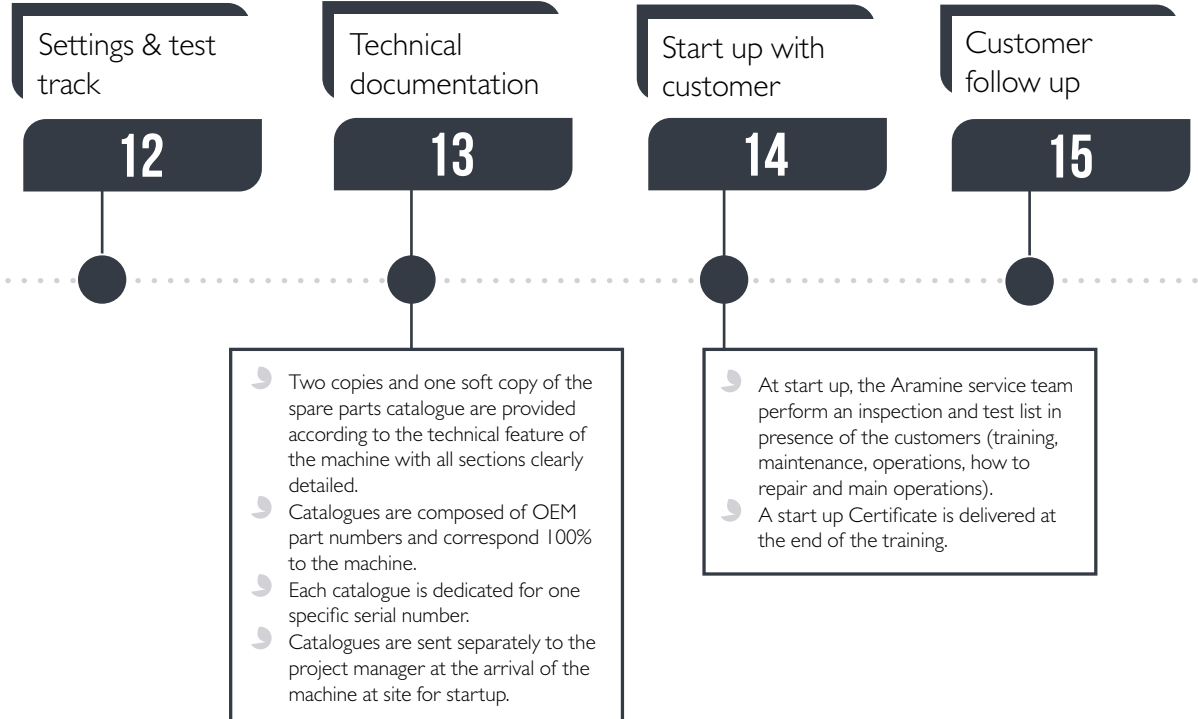 Settings & test
track
12
Technical
documentation
13
Start up with
customer
14
Customer
follow up
15
Two copies and one soft copy of the
spare parts catalogue are provided
according to the technical feature of
the machine with all sections clearly
detailed.
Catalogues are composed of OEM
part numbers and correspond 100%
to the machine.
Each catalogue is dedicated for one
specific serial number.
Catalogues are sent separately to the
project manager at the arrival of the
machine at site for startup.
At start up, the Aramine service team
perform an inspection and test list in
presence of the customers (training,
maintenance, operations, how to
repair and main operations).
A start up Certificate is delivered at
the end of the training.